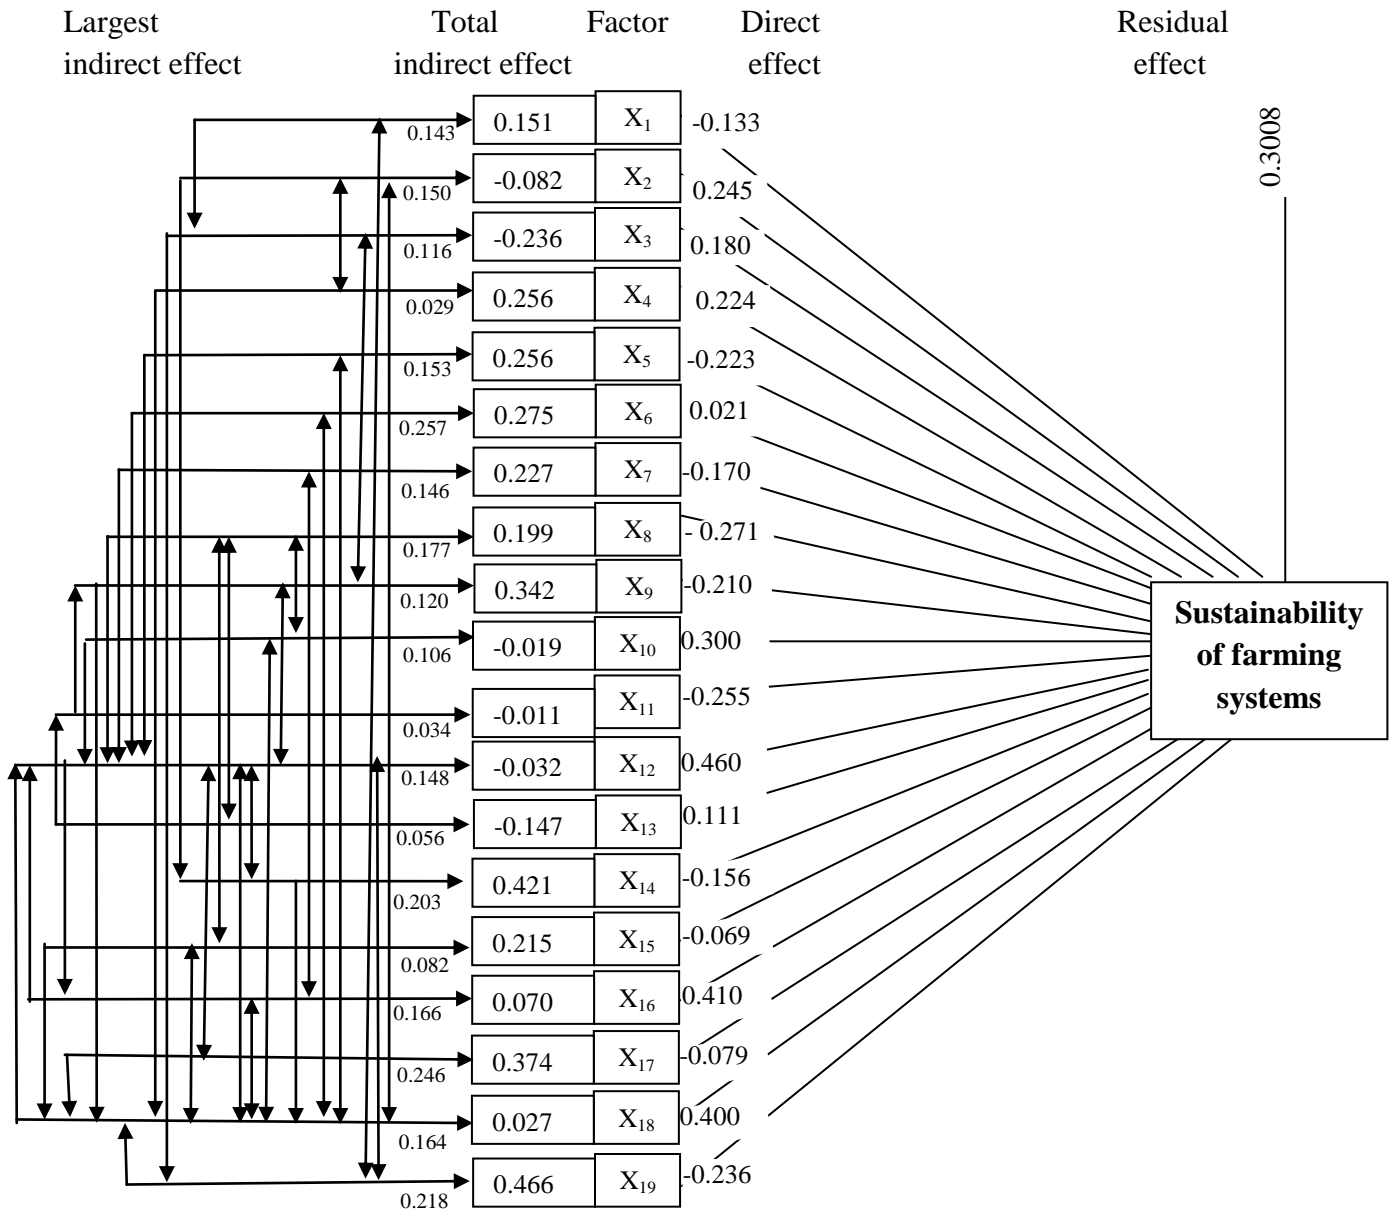 Largest Total Factor Direct Residual
indirect effect indirect effect effect effect
0.3008
0.143 0.151 X₁ -0.133
0.150 -0.082 X₂ 0.245
0.116 -0.236 X₃ 0.180
0.029 0.256 X₄ 0.224
0.153 0.256 X₅ -0.223
0.257 0.275 X₆ 0.021
0.146 0.227 X₇ -0.170
0.177 0.199 X₈ - 0.271
0.120 0.342 X₉ -0.210
0.106 -0.019 X₁₀ 0.300
0.034 -0.011 X₁₁ -0.255
0.148 -0.032 X₁₂ 0.460
0.056 -0.147 X₁₃ 0.111
0.203 0.421 X₁₄ -0.156
0.082 0.215 X₁₅ -0.069
0.166 0.070 X₁₆ 0.410
0.246 0.374 X₁₇ -0.079
0.164 0.027 X₁₈ 0.400
0.218 0.466 X₁₉ -0.236
Sustainability
of farming
systems